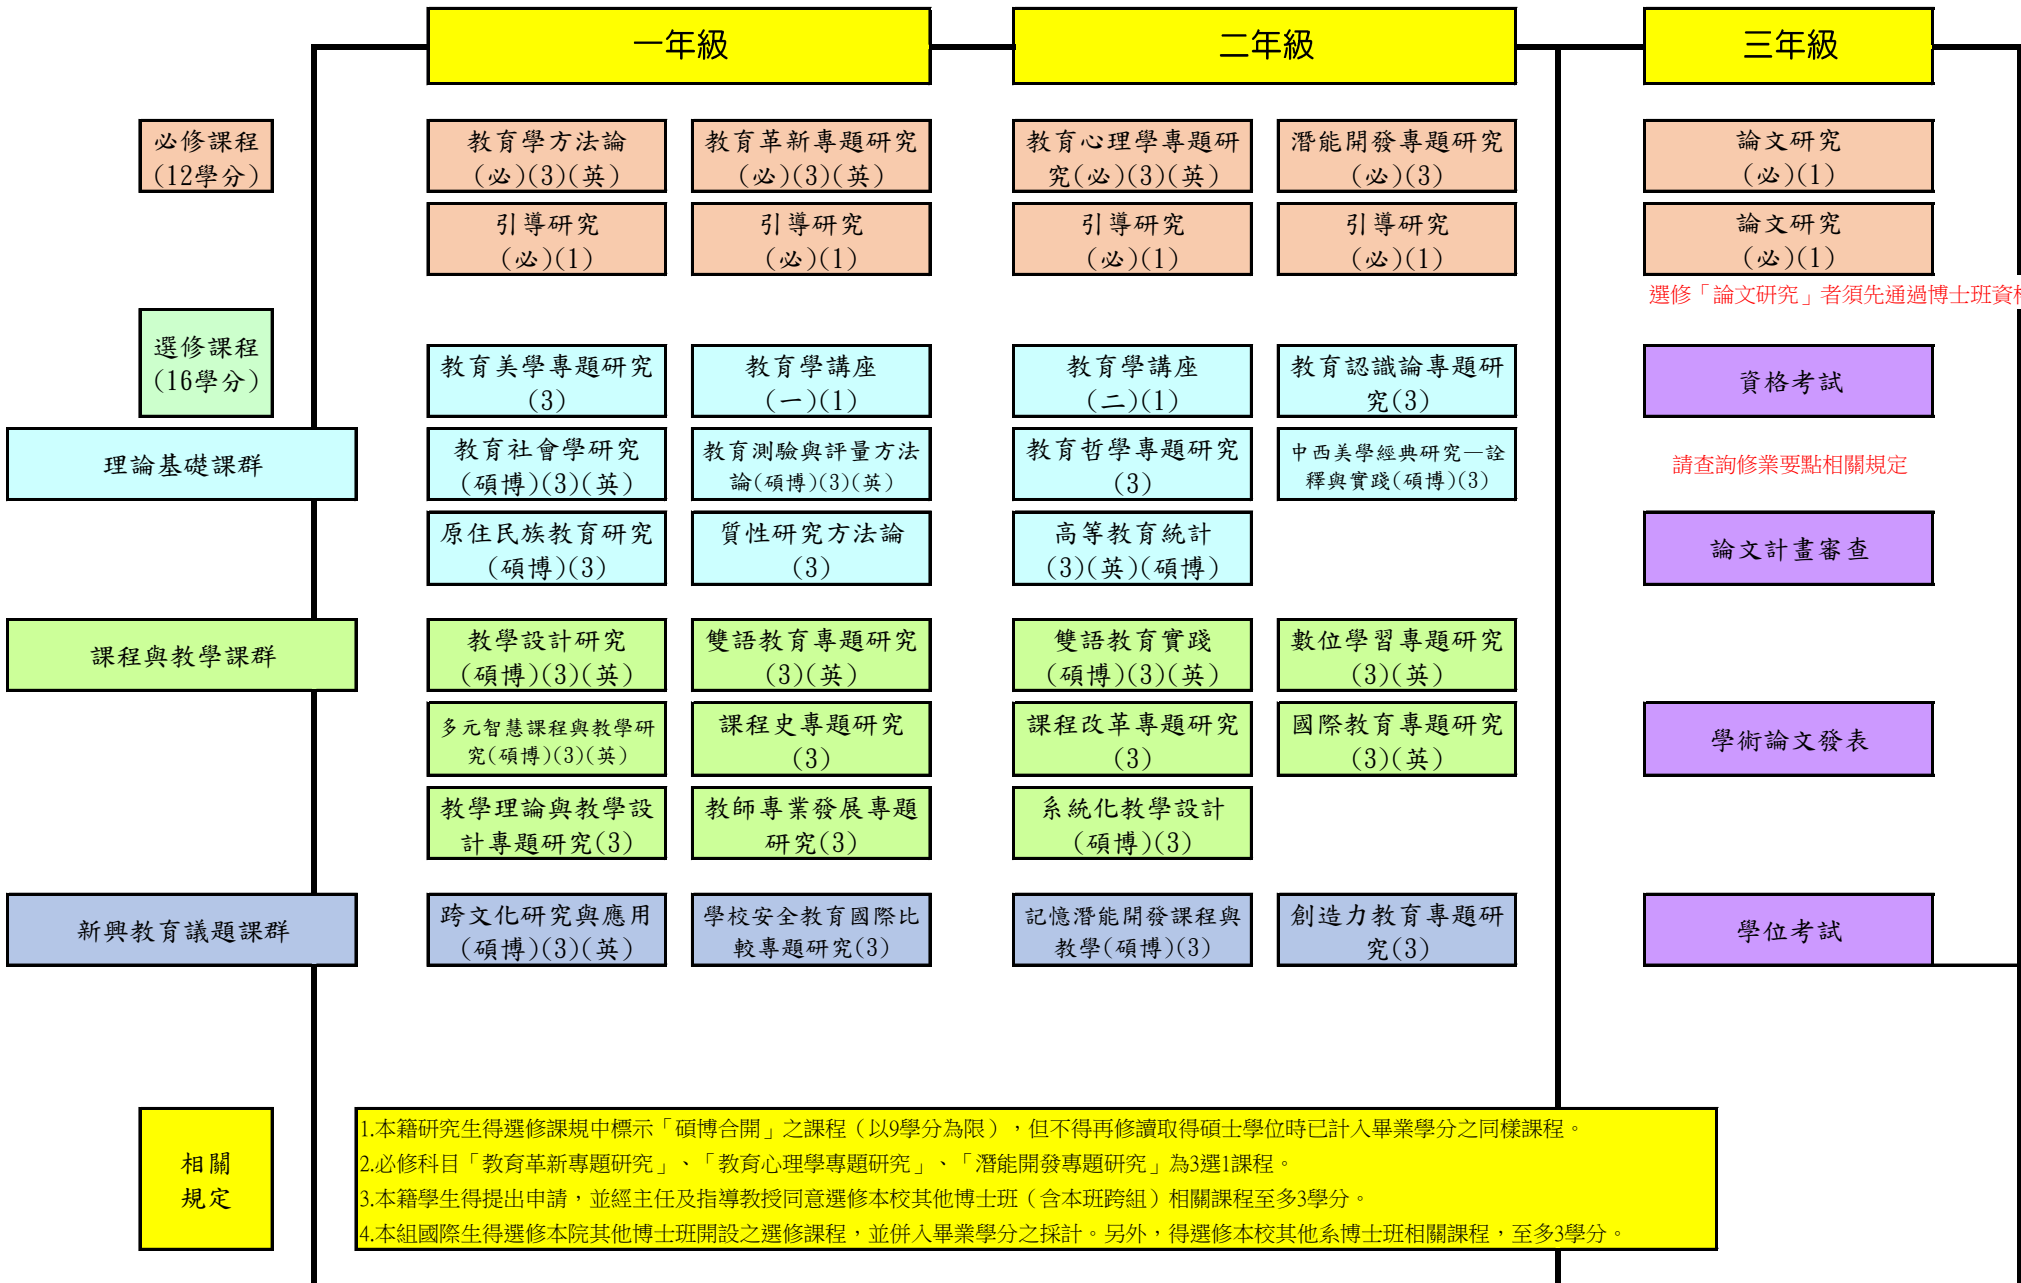 一年級
二年級
三年級
必修課程
(12學分)
教育學方法論
(必)(3)(英)
教育革新專題研究
(必)(3)(英)
教育心理學專題研
究(必)(3)(英)
潛能開發專題研究
(必)(3)
論文研究
(必)(1)
引導研究
(必)(1)
引導研究
(必)(1)
引導研究
(必)(1)
引導研究
(必)(1)
論文研究
(必)(1)
選修「論文研究」者須先通過博士班資
選修課程
(16學分)
教育美學專題研究
(3)
教育學講座
(一)(1)
教育學講座
(二)(1)
教育認識論專題研
究(3)
資格考試
理論基礎課群
教育社會學研究
(碩博)(3)(英)
教育測驗與評量方法
論(碩博)(3)(英)
教育哲學專題研究
(3)
中西美學經典研究—詮
釋與實踐(碩博)(3)
請查詢修業要點相關規定
原住民族教育研究
(碩博)(3)
質性研究方法論
(3)
高等教育統計
(3)(英)(碩博)
論文計畫審查
課程與教學課群
教學設計研究
(碩博)(3)(英)
雙語教育專題研究
(3)(英)
雙語教育實踐
(碩博)(3)(英)
數位學習專題研究
(3)(英)
多元智慧課程與教學研
究(碩博)(3)(英)
課程史專題研究
(3)
課程改革專題研究
(3)
國際教育專題研究
(3)(英)
學術論文發表
教學理論與教學設
計專題研究(3)
教師專業發展專題
研究(3)
系統化教學設計
(碩博)(3)
新興教育議題課群
跨文化研究與應用
(碩博)(3)(英)
學校安全教育國際比
較專題研究(3)
記憶潛能開發課程與
教學(碩博)(3)
創造力教育專題研
究(3)
學位考試
相關
規定
1.本籍研究生得選修課規中標示「碩博合開」之課程（以9學分為限），但不得再修讀取得碩士學位時已計入畢業學分之同樣課程。
2.必修科目「教育革新專題研究」、「教育心理學專題研究」、「潛能開發專題研究」為3選1課程。
3.本籍學生得提出申請，並經主任及指導教授同意選修本校其他博士班（含本班跨組）相關課程至多3學分。
4.本組國際生得選修本院其他博士班開設之選修課程，並併入畢業學分之採計。另外，得選修本校其他系博士班相關課程，至多3學分。